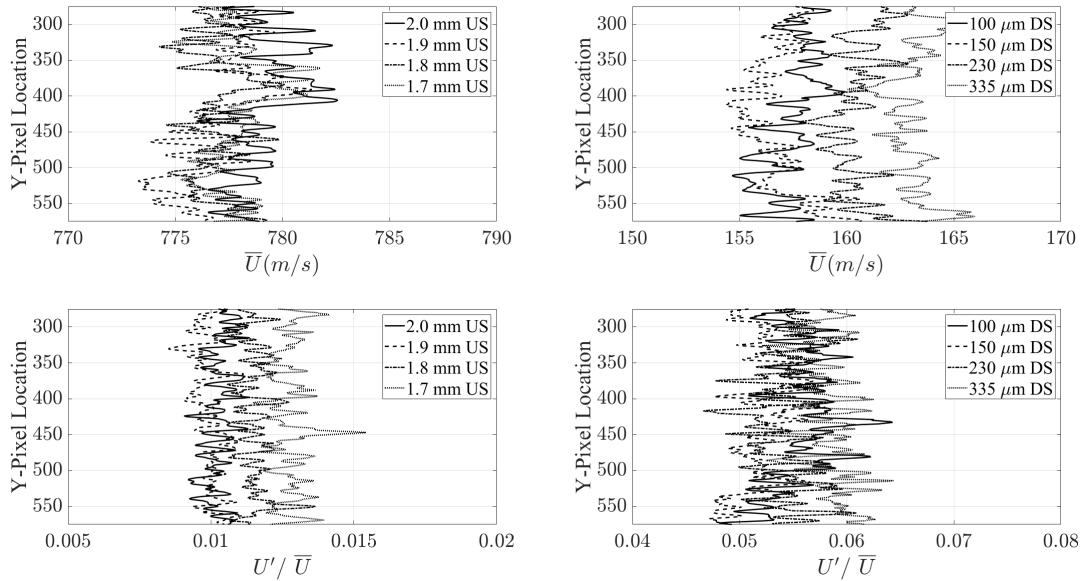 300
350
400
450
500
550
Y-Pixel Location
770
775
780
785
790
U̅(m/s)
2.0 mm US
1.9 mm US
1.8 mm US
1.7 mm US
300
350
400
450
500
550
Y-Pixel Location
150
155
160
165
170
U̅(m/s)
100 μm DS
150 μm DS
230 μm DS
335 μm DS
300
350
400
450
500
550
Y-Pixel Location
0.005
0.01
0.015
0.02
U′/ U̅
2.0 mm US
1.9 mm US
1.8 mm US
1.7 mm US
300
350
400
450
500
550
Y-Pixel Location
0.04
0.05
0.06
0.07
0.08
U′/ U̅
100 μm DS
150 μm DS
230 μm DS
335 μm DS